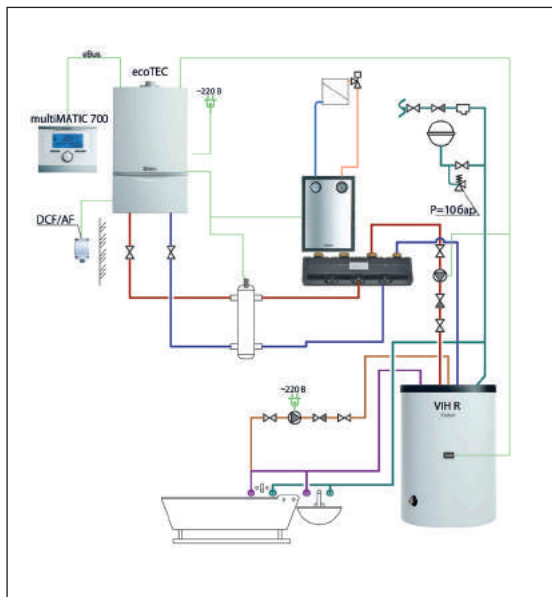 eBus
ecoTEC
~220 В
multiMATIC 700
DCF/AF
P=10бар
~220 В
VIH R